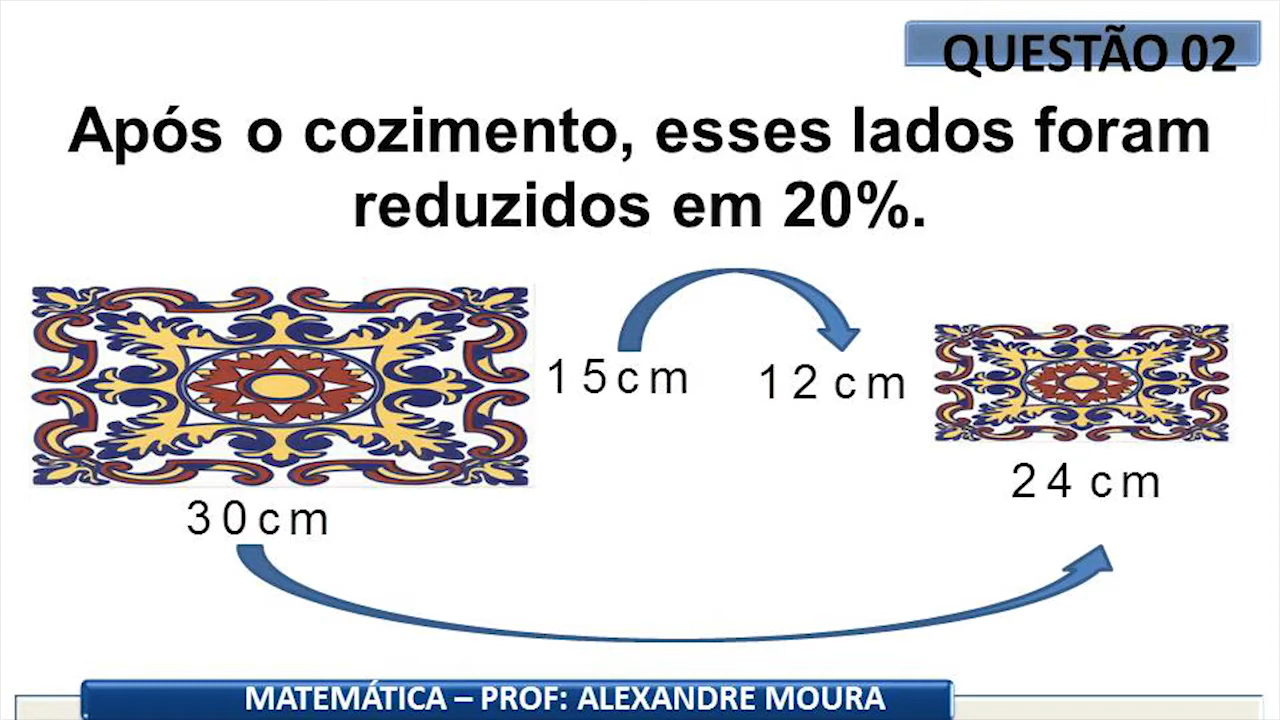 QUESTÃO 02
Após o cozimento, esses lados foram
reduzidos em 20%.
15cm
12 cm
24 cm
30cm
MATEMÁTICA – PROF: ALEXANDRE MOURA